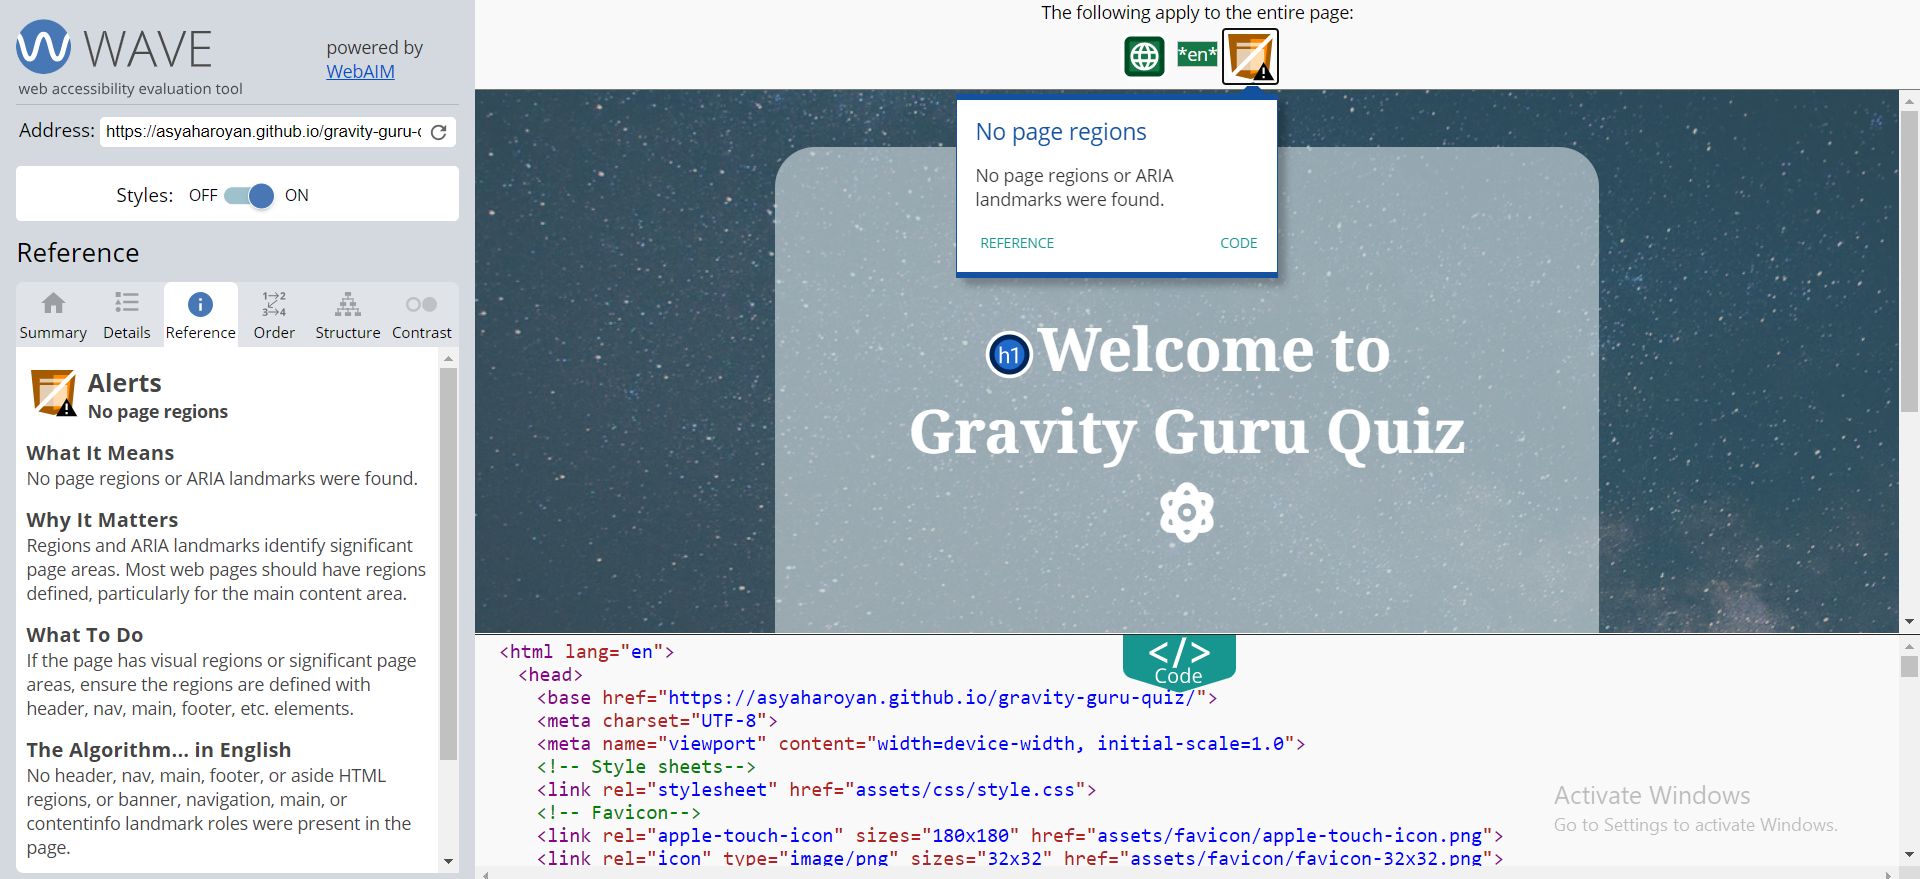 WAVE
powered by
WebAIM
web accessibility evaluation tool
Address: https://asyaharoyan.github.io/gravity-guru-
Styles: OFF ON
Reference
Summary Details Reference Order Structure Contrast
Alerts
No page regions
What It Means
No page regions or ARIA landmarks were found.
Why It Matters
Regions and ARIA landmarks identify significant
page areas. Most web pages should have regions
defined, particularly for the main content area.
What To Do
If the page has visual regions or significant page
areas, ensure the regions are defined with
header, nav, main, footer, etc. elements.
The Algorithm... in English
No header, nav, main, footer, or aside HTML
regions, or banner, navigation, main, or
contentinfo landmark roles were present in the
page.
The following apply to the entire page:
*en*
No page regions
No page regions or ARIA
landmarks were found.
REFERENCE CODE
h1 Welcome to
Gravity Guru Quiz
</>
Code
<html lang="en">
<head>
<base href="https://asyaharoyan.github.io/gravity-guru-quiz/">
<meta charset="UTF-8">
<meta name="viewport" content="width=device-width, initial-scale=1.0">
<!-- Style sheets-->
<link rel="stylesheet" href="assets/css/style.css">
<!-- Favicon-->
<link rel="apple-touch-icon" sizes="180x180" href="assets/favicon/apple-touch-icon.png">
<link rel="icon" type="image/png" sizes="32x32" href="assets/favicon/favicon-32x32.png">
Activate Windows
Go to Settings to activate Windows.